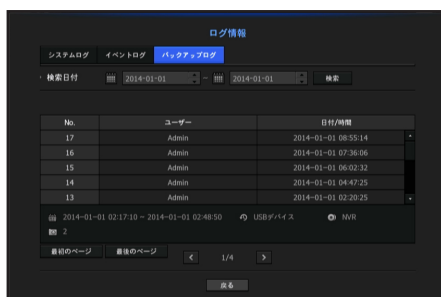 ログ情報
システムログ イベントログ バックアップログ
検索日付 2014-01-01 ~ 2014-01-01 検索
No. ユーザー 日付/時間
17 Admin 2014-01-01 08:55:14
16 Admin 2014-01-01 07:36:06
15 Admin 2014-01-01 06:02:32
14 Admin 2014-01-01 04:47:25
13 Admin 2014-01-01 02:20:25
2014-01-01 02:17:10 ~ 2014-01-01 02:48:50 USBデバイス NVR
2
最初のページ 最後のページ < 1/4 >
戻る